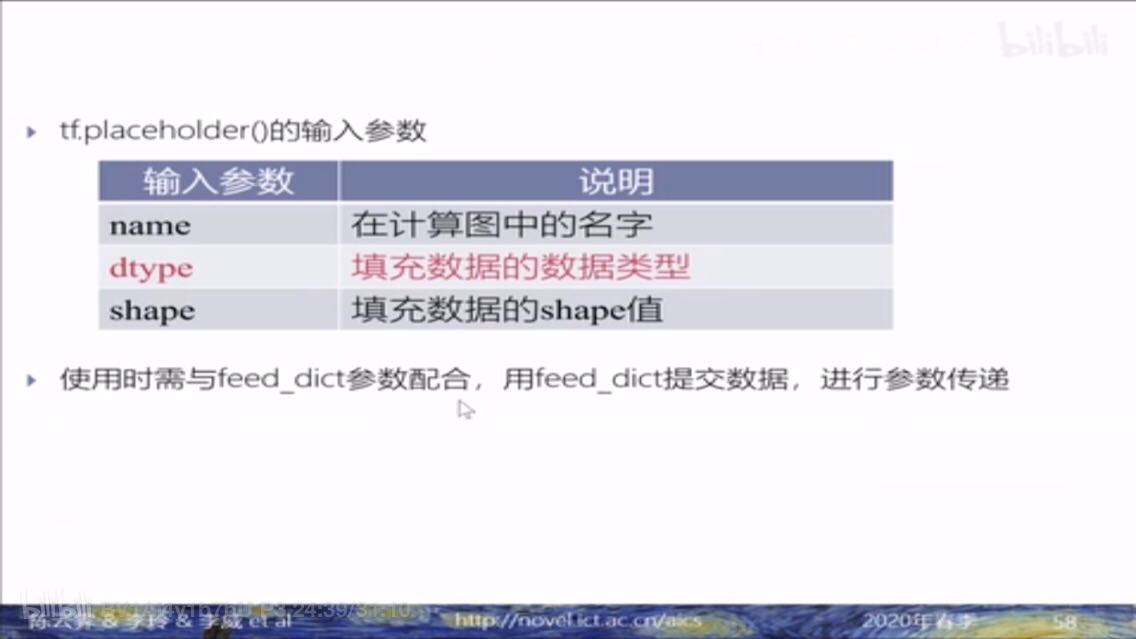 bilibili
tf.placeholder()的输入参数
输入参数 说明
name 在计算图中的名字
dtype 填充数据的数据类型
shape 填充数据的shape值
使用时需与feed_dict参数配合，用feed_dict提交数据，进行参数传递
bilibili
陈云霁 & 李玲 & 李威 et al http://novel.ict.ac.cn/aics 2020年春季 58